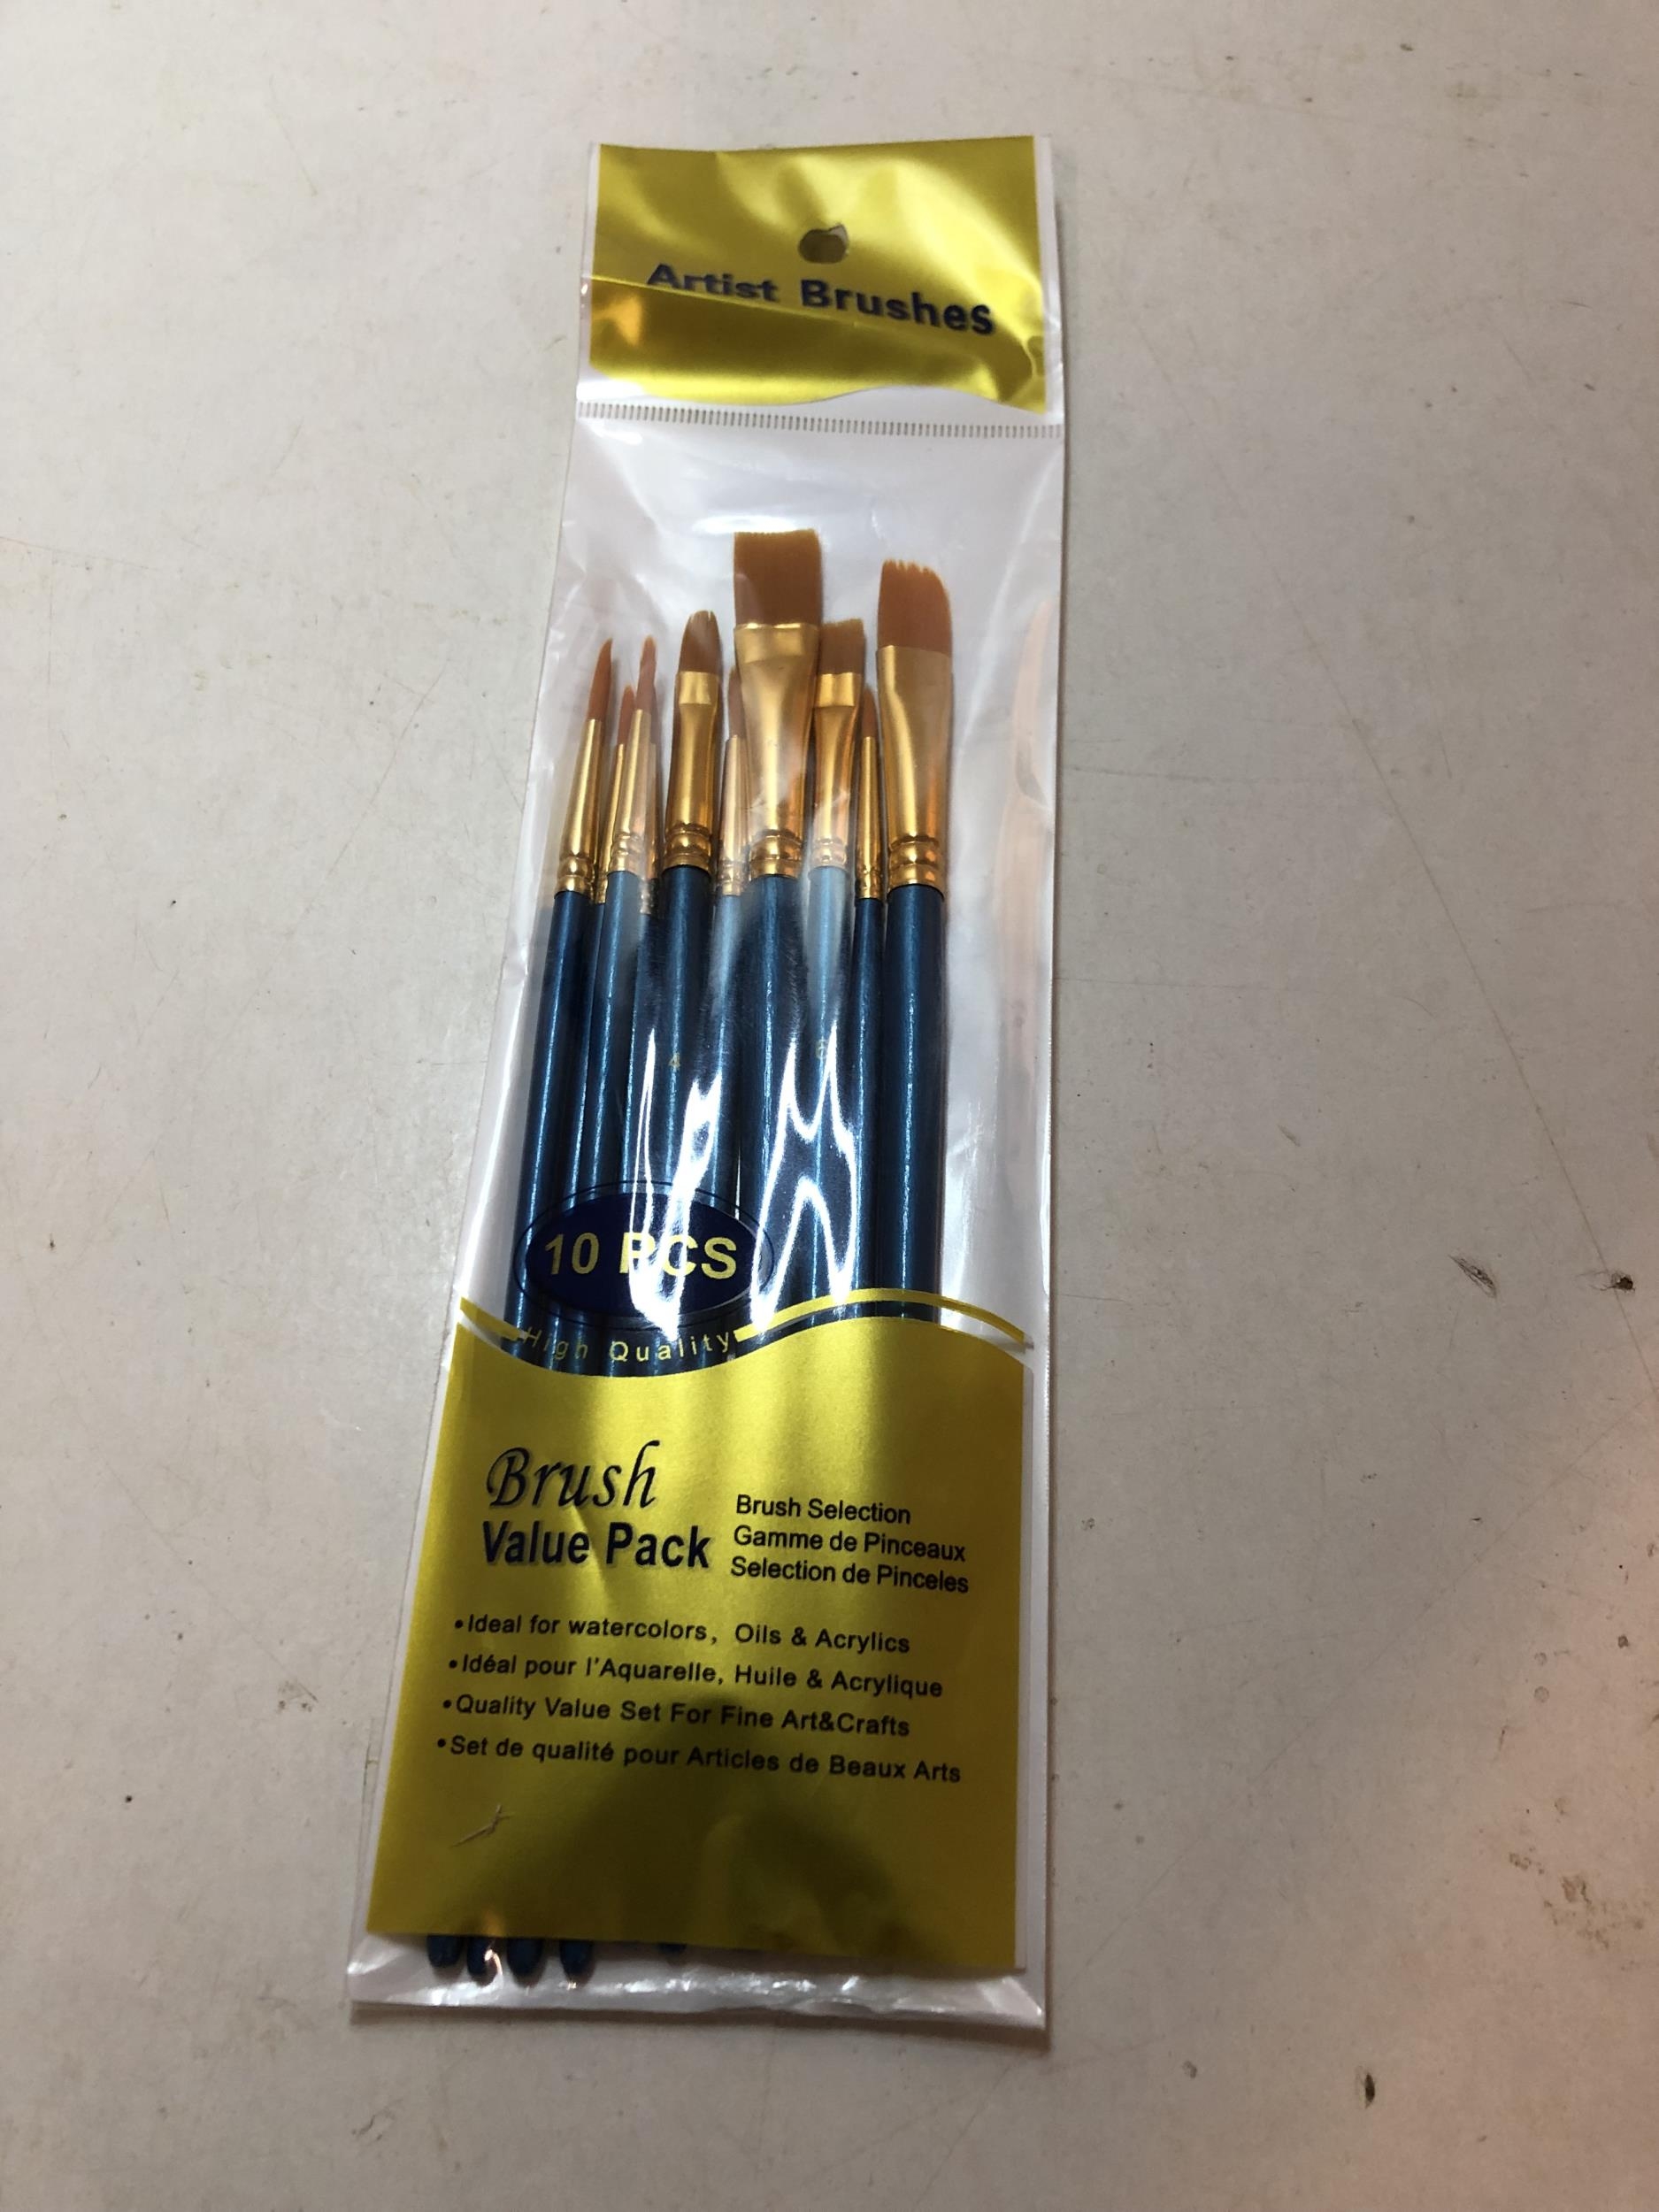 Artist Brushes
4
6
10 PCS
High Quality
Brush
Value Pack
Brush Selection
Gamme de Pinceaux
Selection de Pinceles
•Ideal for watercolors, Oils & Acrylics
•Idéal pour l'Aquarelle, Huile & Acrylique
•Quality Value Set For Fine Art&Crafts
•Set de qualité pour Articles de Beaux Arts